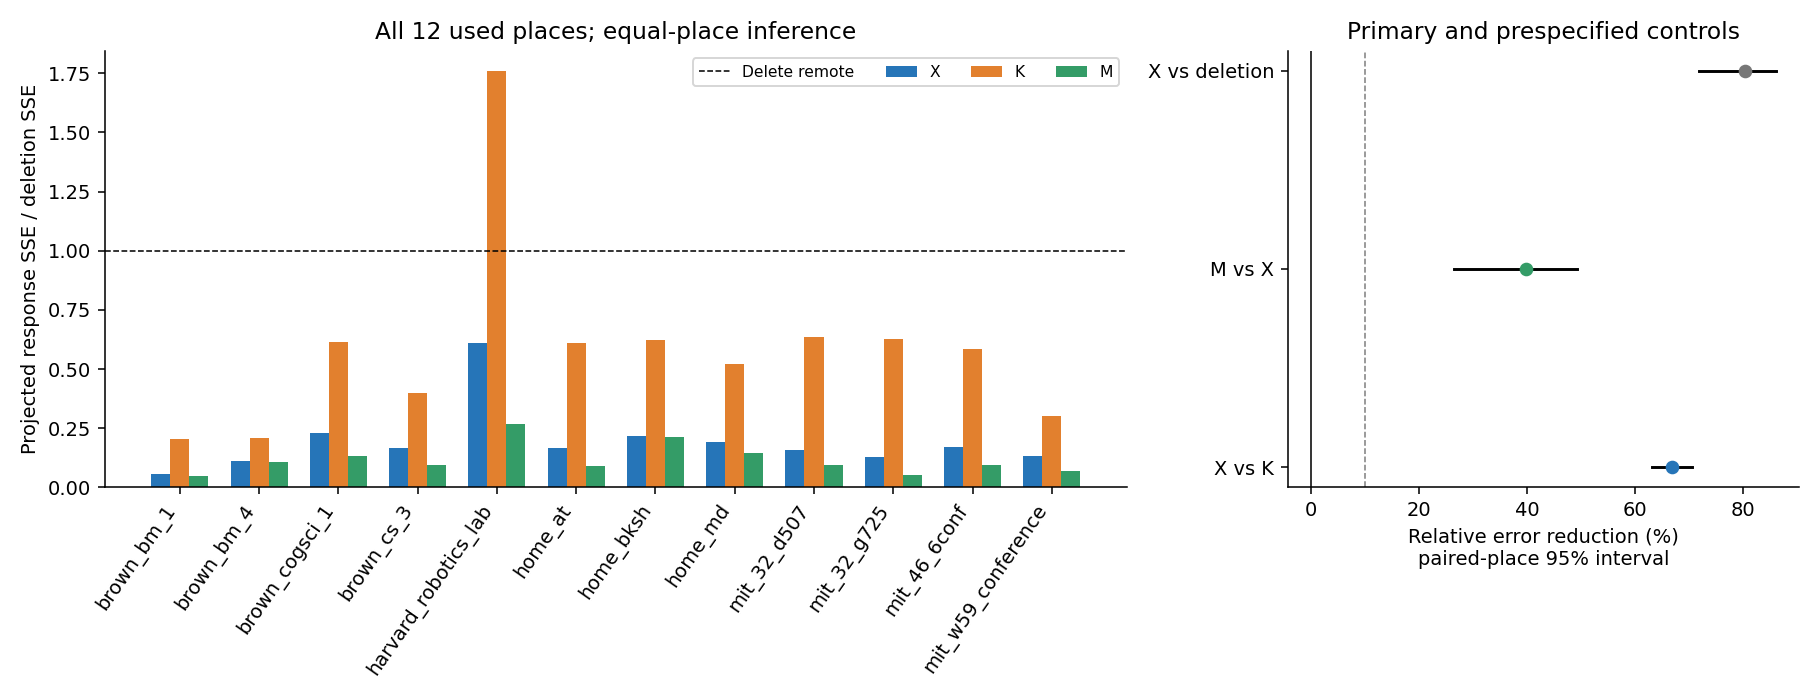 All 12 used places; equal-place inference
Delete remote X K M
Projected response SSE / deletion SSE
1.75
1.50
1.25
1.00
0.75
0.50
0.25
0.00
brown_bm_1
brown_bm_4
brown_cogsci_1
brown_cs_3
harvard_robotics_lab
home_at
home_bksh
home_md
mit_32_d507
mit_32_g725
mit_46_6conf
mit_w59_conference
Primary and prespecified controls
X vs deletion
M vs X
X vs K
0 20 40 60 80
Relative error reduction (%)
paired-place 95% interval